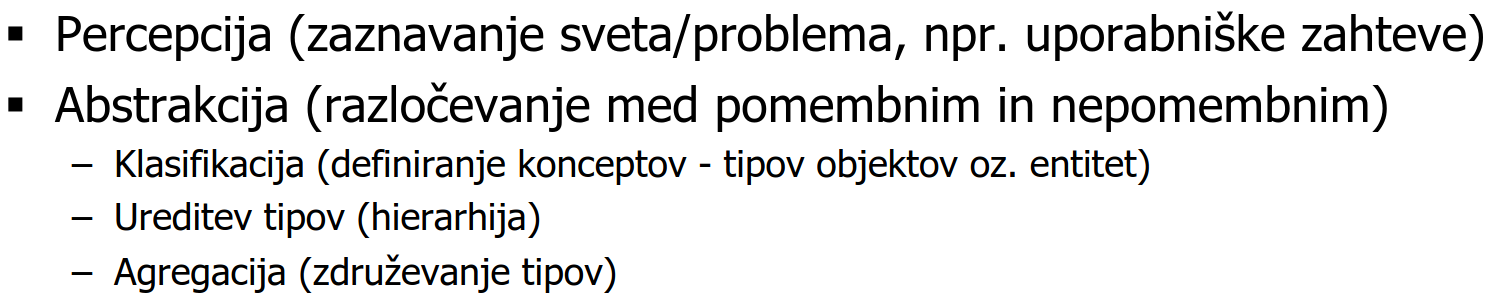 ▪ Percepcija (zaznavanje sveta/problema, npr. uporabniške zahteve)
▪ Abstrakcija (razločevanje med pomembnim in nepomembnim)
– Klasifikacija (definiranje konceptov - tipov objektov oz. entitet)
– Ureditev tipov (hierarhija)
– Agregacija (združevanje tipov)